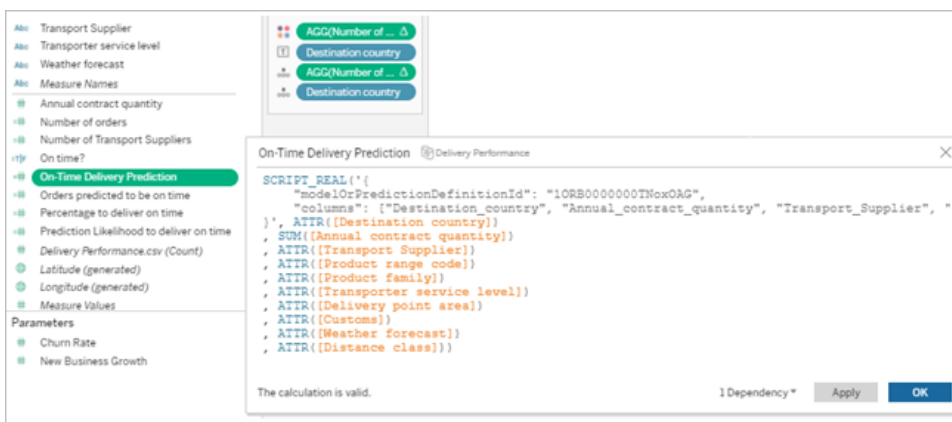 Abc Transport Supplier
Abc Transporter service level
Abc Weather forecast
Abc Measure Names
Annual contract quantity
Number of orders
Number of Transport Suppliers
On time?
On-Time Delivery Prediction
Orders predicted to be on time
Percentage to deliver on time
Prediction Likelihood to deliver on time
Delivery Performance.csv (Count)
Latitude (generated)
Longitude (generated)
Measure Values
Parameters
Churn Rate
New Business Growth
AGG(Number of ... Δ
Destination country
AGG(Number of ... Δ
Destination country
On-Time Delivery Prediction Delivery Performance
SCRIPT_REAL('{
"modelOrPredictionDefinitionId": "1ORB0000000TNoxOAG",
"columns": ["Destination_country", "Annual_contract_quantity", "Transport_Supplier", "
}', ATTR([Destination country])
, SUM([Annual contract quantity])
, ATTR([Transport Supplier])
, ATTR([Product range code])
, ATTR([Product family])
, ATTR([Transporter service level])
, ATTR([Delivery point area])
, ATTR([Customs])
, ATTR([Weather forecast])
, ATTR([Distance class]))
The calculation is valid.
1 Dependency
Apply
OK